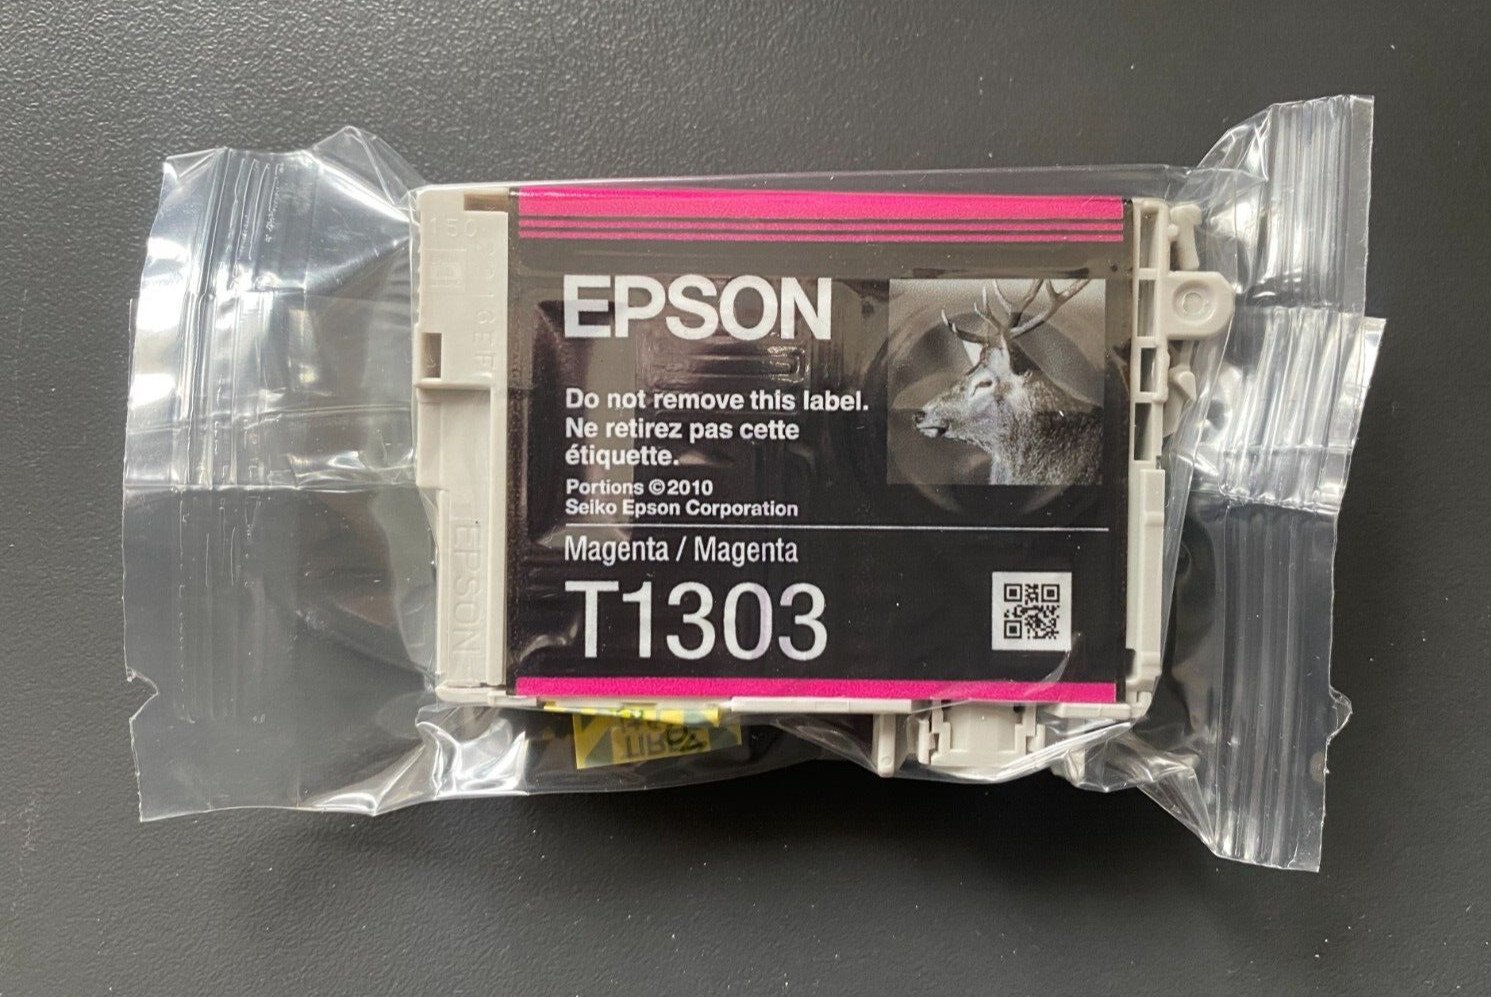 EPSON
Do not remove this label.
Ne retirez pas cette
étiquette.
Portions ©2010
Seiko Epson Corporation
Magenta / Magenta
T1303
EPSON